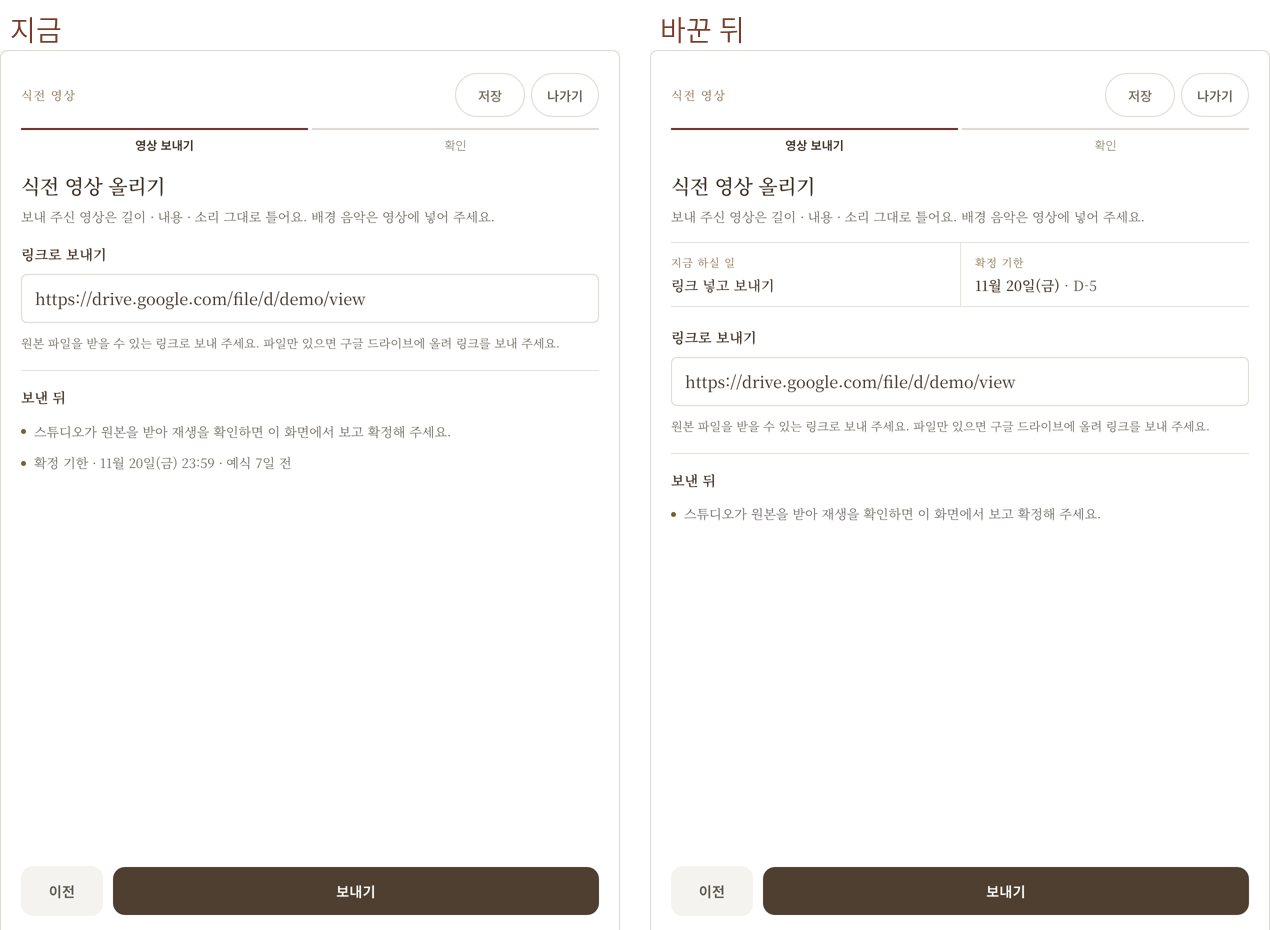 지금
식전 영상
저장
나가기
영상 보내기
확인
식전 영상 올리기
보내 주신 영상은 길이 · 내용 · 소리 그대로 틀어요. 배경 음악은 영상에 넣어 주세요.
링크로 보내기
https://drive.google.com/file/d/demo/view
원본 파일을 받을 수 있는 링크로 보내 주세요. 파일만 있으면 구글 드라이브에 올려 링크를 보내 주세요.
보낸 뒤
스튜디오가 원본을 받아 재생을 확인하면 이 화면에서 보고 확정해 주세요.
확정 기한 · 11월 20일(금) 23:59 · 예식 7일 전
이전
보내기
바꾼 뒤
식전 영상
저장
나가기
영상 보내기
확인
식전 영상 올리기
보내 주신 영상은 길이 · 내용 · 소리 그대로 틀어요. 배경 음악은 영상에 넣어 주세요.
지금 하실 일
링크 넣고 보내기
확정 기한
11월 20일(금) · D-5
링크로 보내기
https://drive.google.com/file/d/demo/view
원본 파일을 받을 수 있는 링크로 보내 주세요. 파일만 있으면 구글 드라이브에 올려 링크를 보내 주세요.
보낸 뒤
스튜디오가 원본을 받아 재생을 확인하면 이 화면에서 보고 확정해 주세요.
이전
보내기